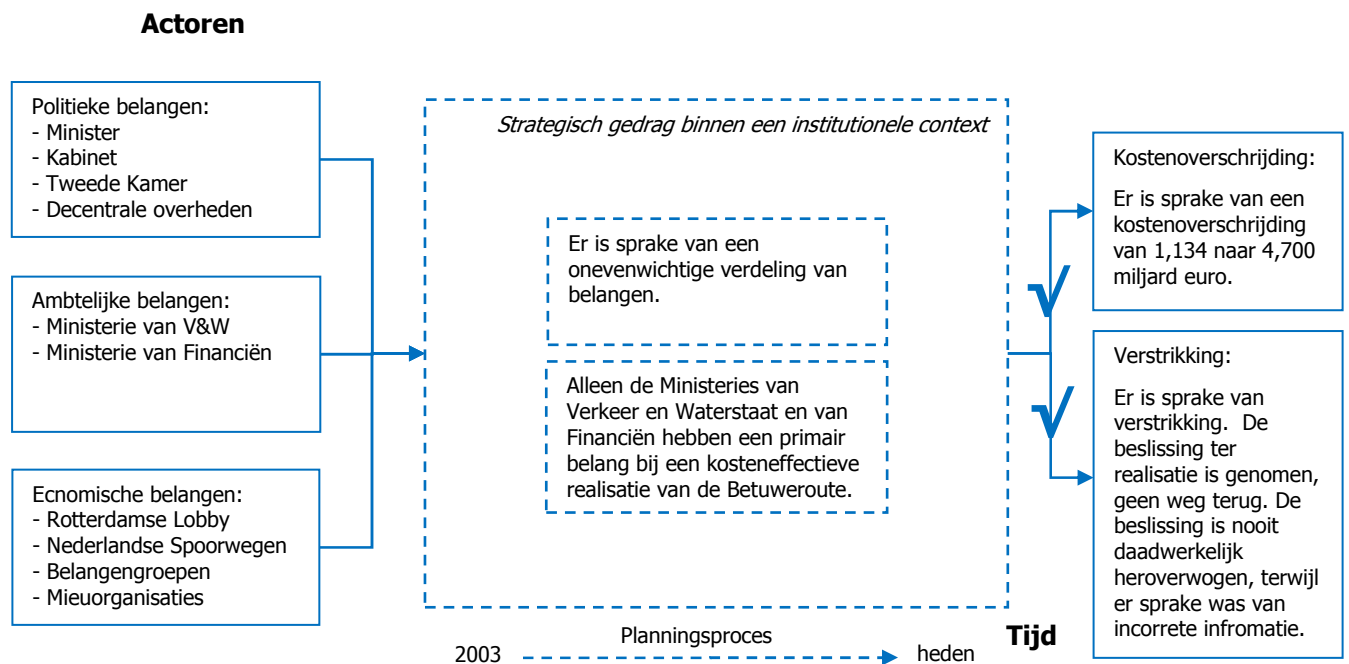 Actoren
Politieke belangen:
- Minister
- Kabinet
- Tweede Kamer
- Decentrale overheden
Ambtelijke belangen:
- Ministerie van V&W
- Ministerie van Financiën
Ecnomische belangen:
- Rotterdamse Lobby
- Nederlandse Spoorwegen
- Belangengroepen
- Mieuorganisaties
Strategisch gedrag binnen een institutionele context
Er is sprake van een
onevenwichtige verdeling van
belangen.
Alleen de Ministeries van
Verkeer en Waterstaat en van
Financiën hebben een primair
belang bij een kosteneffectieve
realisatie van de Betuweroute.
Kostenoverschrijding:
Er is sprake van een
kostenoverschrijding
van 1,134 naar 4,700
miljard euro.
Verstrikking:
Er is sprake van
verstrikking.  De
beslissing ter
realisatie is genomen,
geen weg terug. De
beslissing is nooit
daadwerkelijk
heroverwogen, terwijl
er sprake was van
incorrete infromatie.
Planningsproces
2003
heden
Tijd